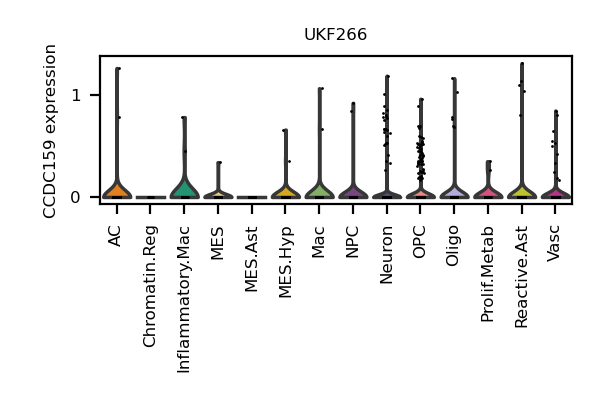 UKF266
CCDC159 expression
1
0
AC
Chromatin.Reg
Inflammatory.Mac
MES
MES.Ast
MES.Hyp
Mac
NPC
Neuron
OPC
Oligo
Prolif.Metab
Reactive.Ast
Vasc